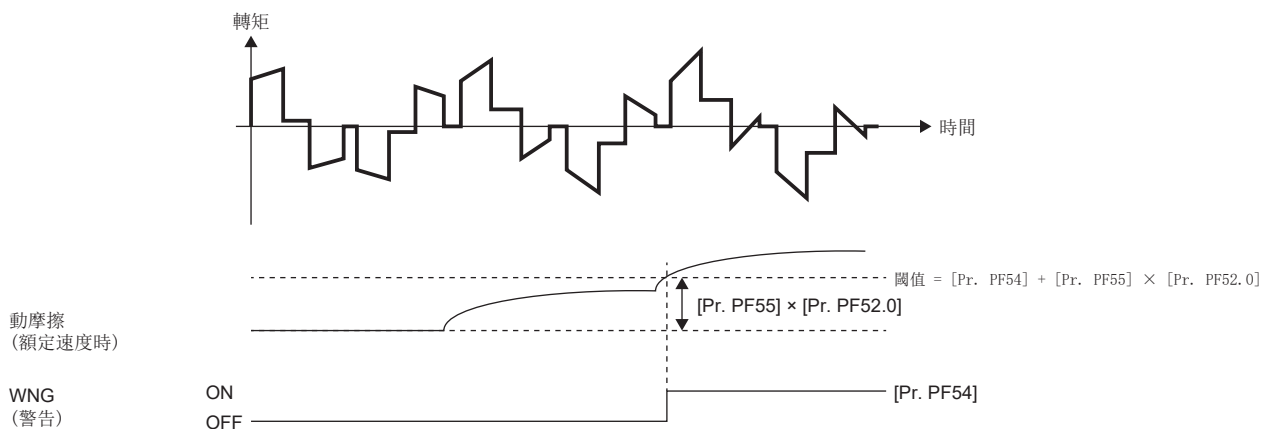 轉矩
時間
閾值 = [Pr. PF54] + [Pr. PF55] × [Pr. PF52.0]
[Pr. PF55] × [Pr. PF52.0]
動摩擦
(額定速度時)
WNG
(警告)
ON
OFF
[Pr. PF54]